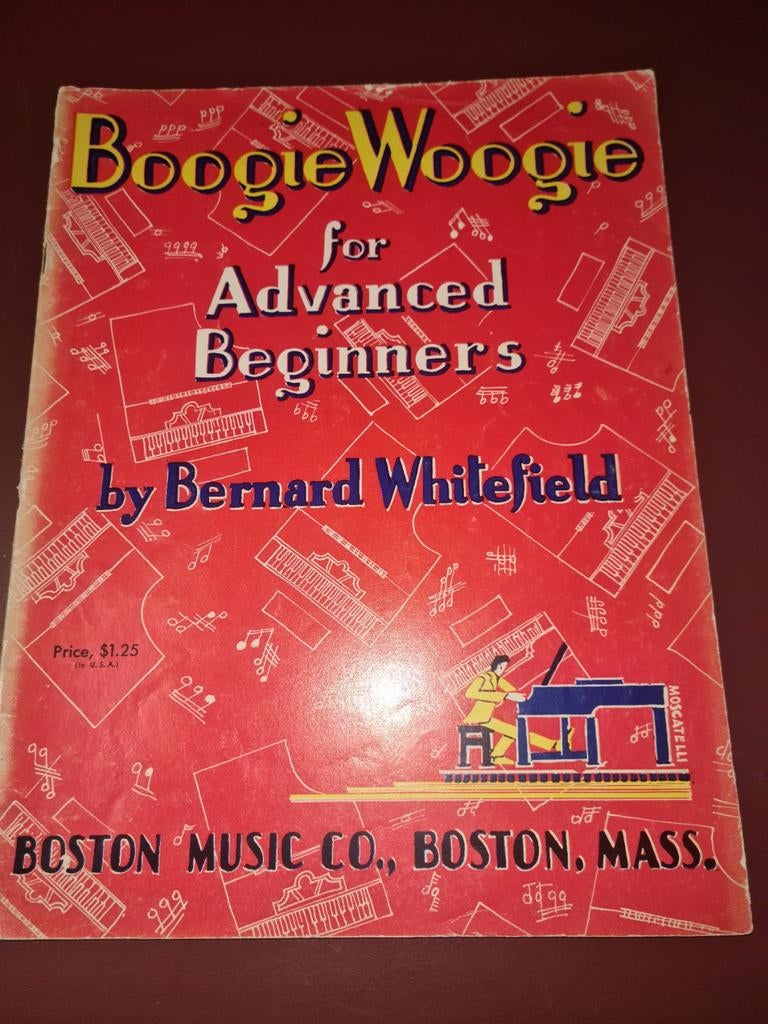 Boogie Woogie
for
Advanced
Beginners
by Bernard Whitefield
Price, $1.25
(In U.S.A.)
MOSCATELLI
BOSTON MUSIC CO., BOSTON, MASS.